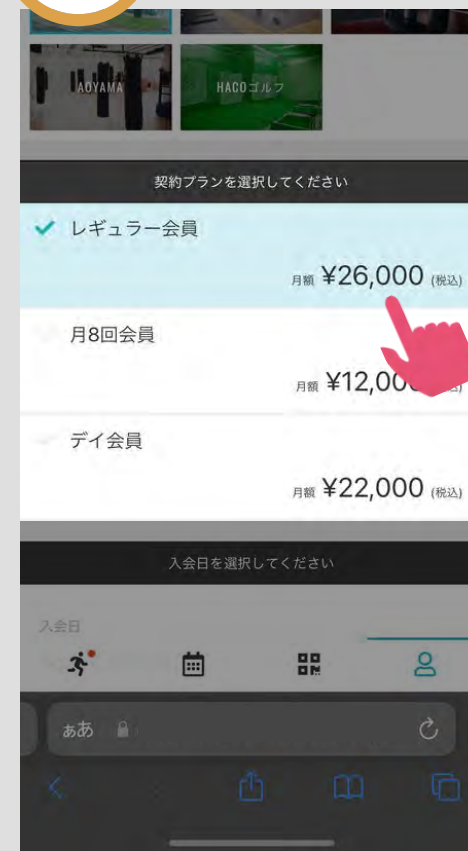 AOYAMA
HACOゴルフ
契約プランを選択してください
レギュラー会員
月額 ¥26,000 (税込)
月8回会員
月額 ¥12,00
デイ会員
月額 ¥22,000 (税込)
入会日を選択してください
入会日
ぁあ